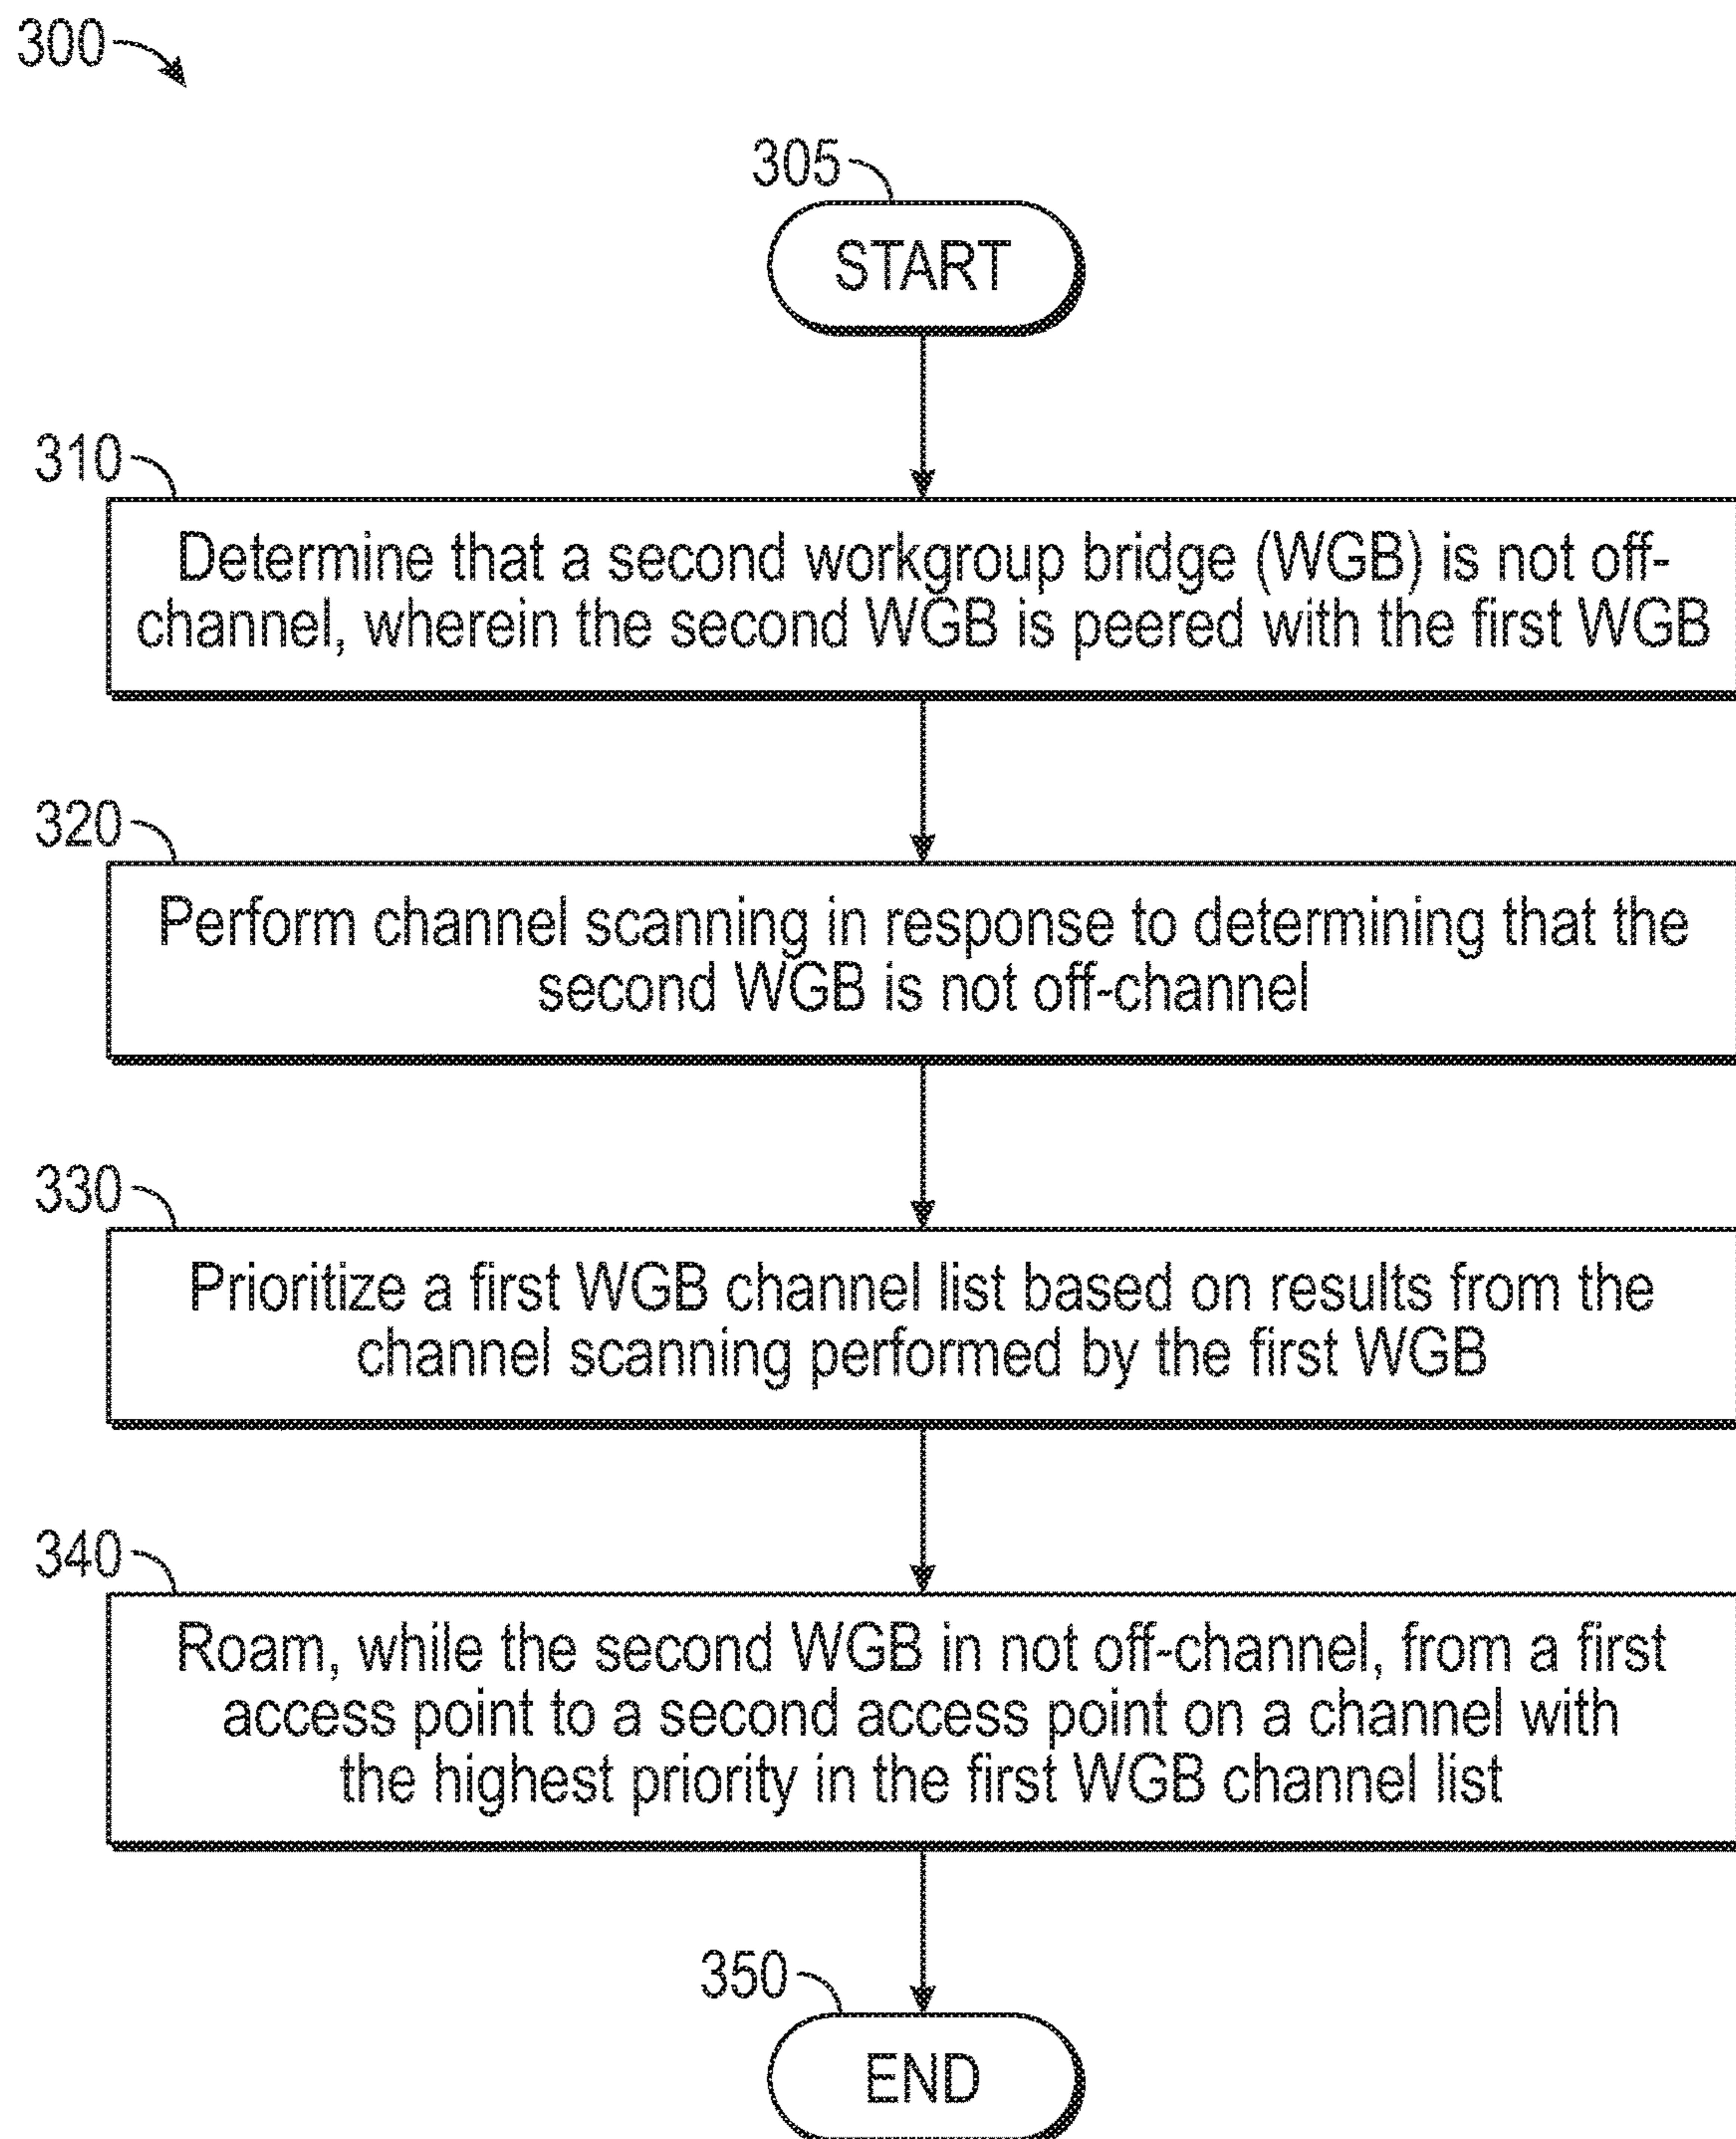 300
305
START
310
Determine that a second workgroup bridge (WGB) is not off-
channel, wherein the second WGB is peered with the first WGB
320
Perform channel scanning in response to determining that the
second WGB is not off-channel
330
Prioritize a first WGB channel list based on results from the
channel scanning performed by the first WGB
340
Roam, while the second WGB in not off-channel, from a first
access point to a second access point on a channel with
the highest priority in the first WGB channel list
350
END